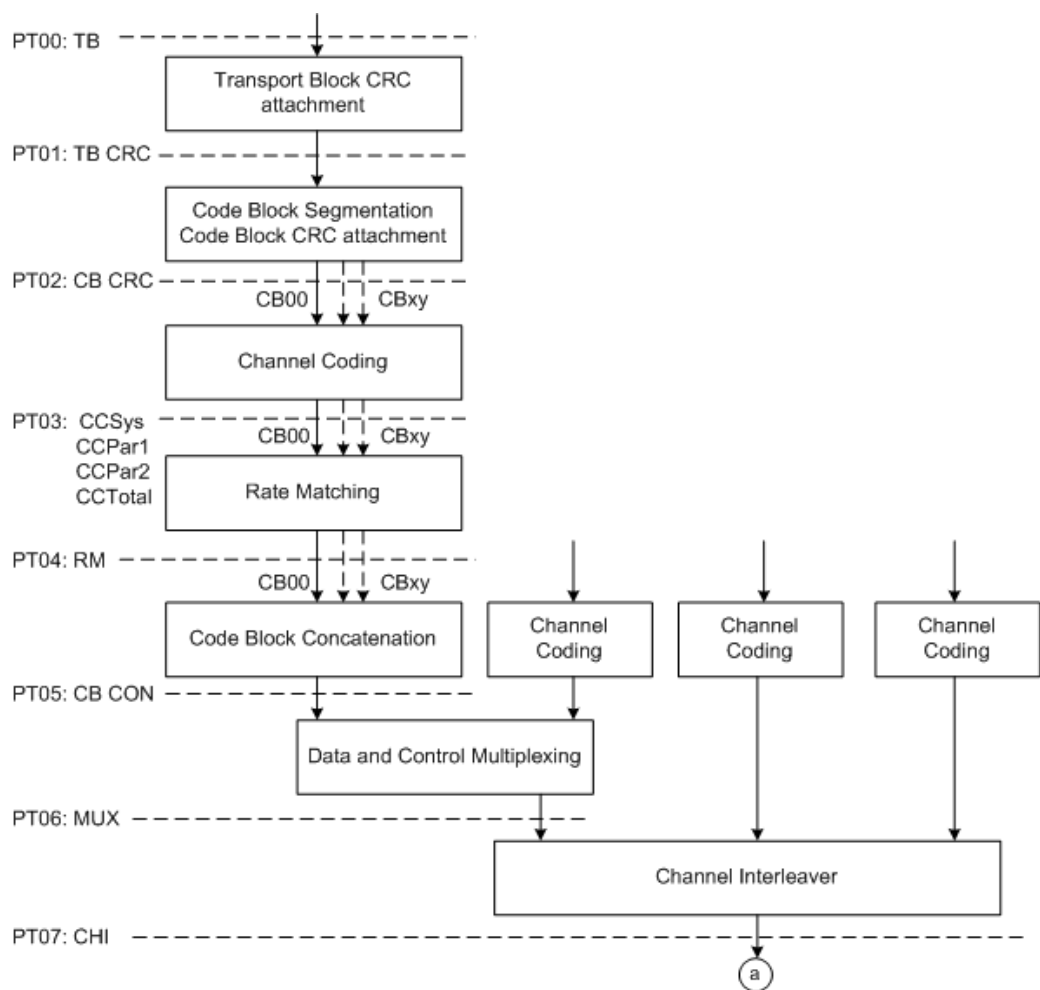 PT00: TB
Transport Block CRC
attachment
PT01: TB CRC
Code Block Segmentation
Code Block CRC attachment
PT02: CB CRC
CB00
CBxy
Channel Coding
PT03: CCSys
CB00
CBxy
CCPar1
CCPar2
CCTotal
Rate Matching
PT04: RM
CB00
CBxy
Code Block Concatenation
Channel
Coding
Channel
Coding
Channel
Coding
PT05: CB CON
Data and Control Multiplexing
PT06: MUX
Channel Interleaver
PT07: CHI
a